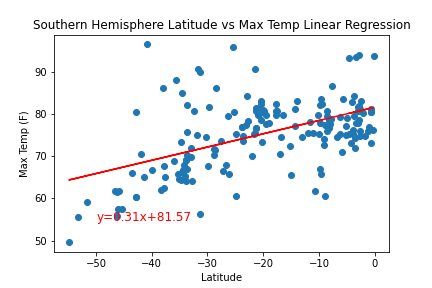 Southern Hemisphere Latitude vs Max Temp Linear Regression
Max Temp (F)
90
80
70
60
50
y=0.31x+81.57
−50
−40
−30
−20
−10
0
Latitude